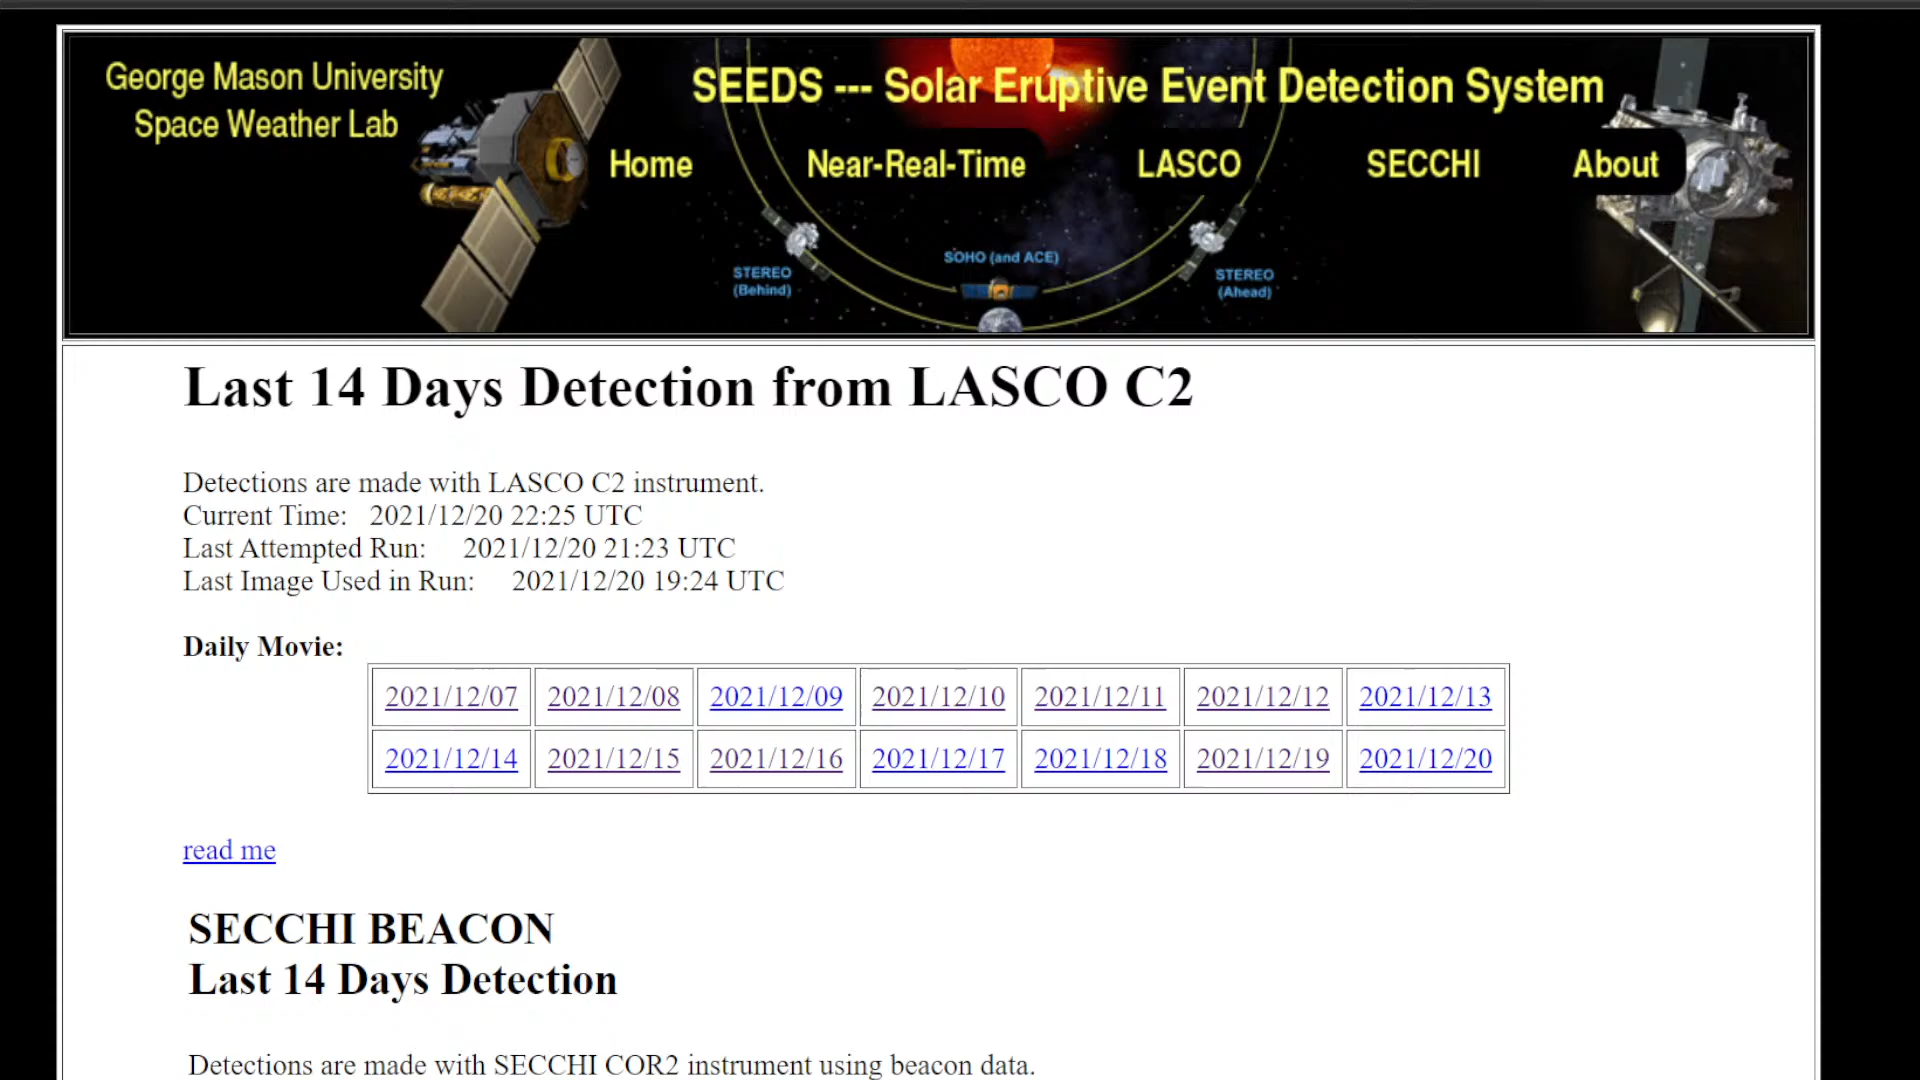 George Mason University
Space Weather Lab
SEEDS --- Solar Eruptive Event Detection System
Home Near-Real-Time LASCO SECCHI About
STEREO
(Behind)
SOHO (and ACE)
STEREO
(Ahead)
Last 14 Days Detection from LASCO C2
Detections are made with LASCO C2 instrument.
Current Time: 2021/12/20 22:25 UTC
Last Attempted Run: 2021/12/20 21:23 UTC
Last Image Used in Run: 2021/12/20 19:24 UTC
Daily Movie:
2021/12/07 2021/12/08 2021/12/09 2021/12/10 2021/12/11 2021/12/12 2021/12/13
2021/12/14 2021/12/15 2021/12/16 2021/12/17 2021/12/18 2021/12/19 2021/12/20
read me
SECCHI BEACON
Last 14 Days Detection
Detections are made with SECCHI COR2 instrument using beacon data.